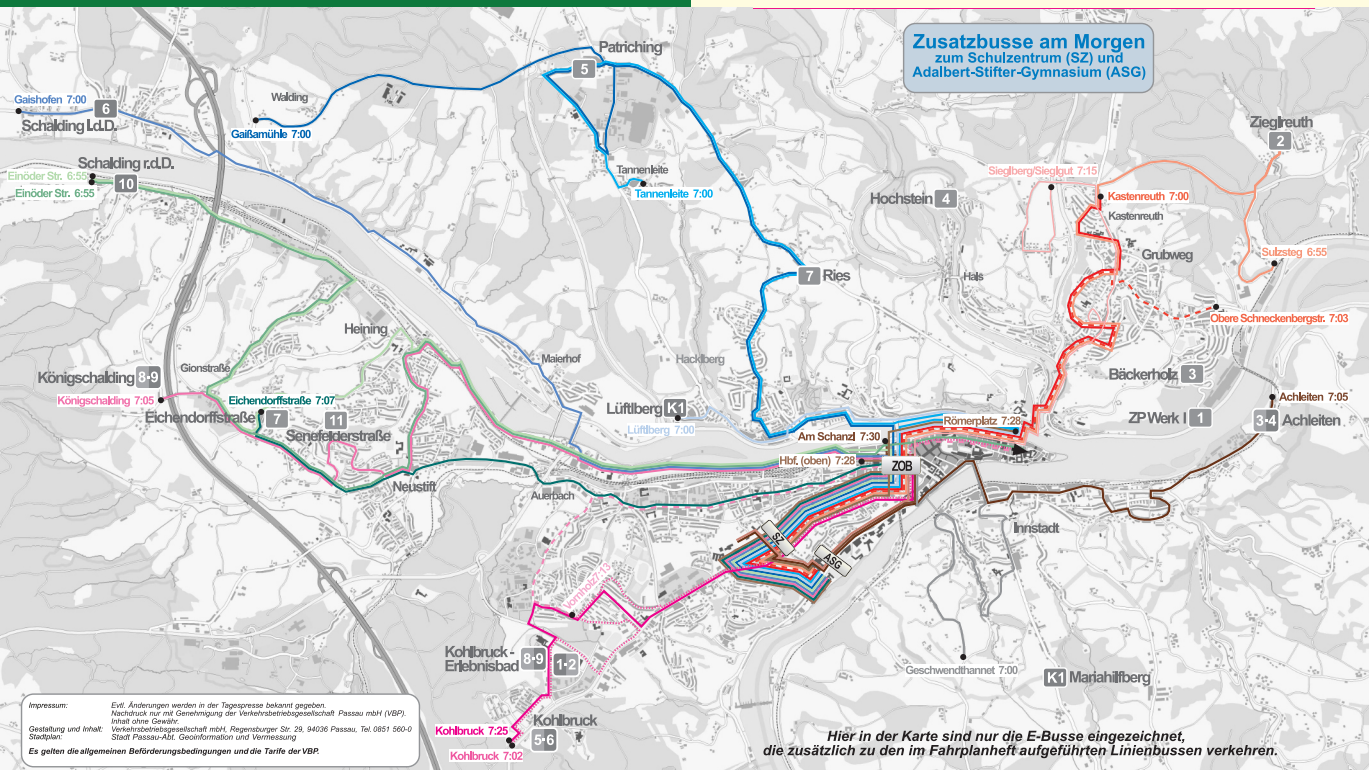 Zusatzbusse am Morgen
zum Schulzentrum (SZ) und
Adalbert-Stifter-Gymnasium (ASG)
Patriching
5
Walding
Gaishofen 7:00
6
Schalding l.d.D.
Gaißamühle 7:00
Zieglreuth
2
Schalding r.d.D.
Einöder Str. 6:55
10
Einöder Str. 6:55
Tannenleite
Tannenleite 7:00
Sieglberg/Sieglgut 7:15
Hochstein 4
Kastenreuth 7:00
Kastenreuth
Grubweg
Sulzsteg 6:55
7 Ries
Hals
Obere Schneckenbergstr. 7:03
Heining
Maierhof
Hacklberg
Gionstraße
Königschalding 8•9
Königschalding 7:05
Bäckerholz 3
Eichendorffstraße 7:07
Eichendorffstraße 7
11
Senefelderstraße
Lüftlberg K1
Lüftlberg 7:00
Achleiten 7:05
ZP Werk I 1
3•4 Achleiten
Römerplatz 7:28
Am Schanzl 7:30
Hbf. (oben) 7:28
ZOB
Neustift
Auerbach
Innstadt
SZ
ASG
7:13
Kohlbruck -
Erlebnisbad 8•9
1•2
Geschwendthannet 7:00
K1 Mariahilfberg
Kohlbruck
Kohlbruck 7:25
5•6
Kohlbruck 7:02
Impressum: Evtl. Änderungen werden in der Tagespresse bekannt gegeben.
Nachdruck nur mit Genehmigung der Verkehrsbetriebsgesellschaft Passau mbH (VBP).
Inhalt ohne Gewähr.
Gestaltung und Inhalt: Verkehrsbetriebsgesellschaft mbH, Regensburger Str. 29, 94036 Passau, Tel. 0851 560-0
Stadtplan: Stadt Passau-Abt. Geoinformation und Vermessung
Es gelten die allgemeinen Beförderungsbedingungen und die Tarife der VBP.
Hier in der Karte sind nur die E-Busse eingezeichnet,
die zusätzlich zu den im Fahrplanheft aufgeführten Linienbussen verkehren.